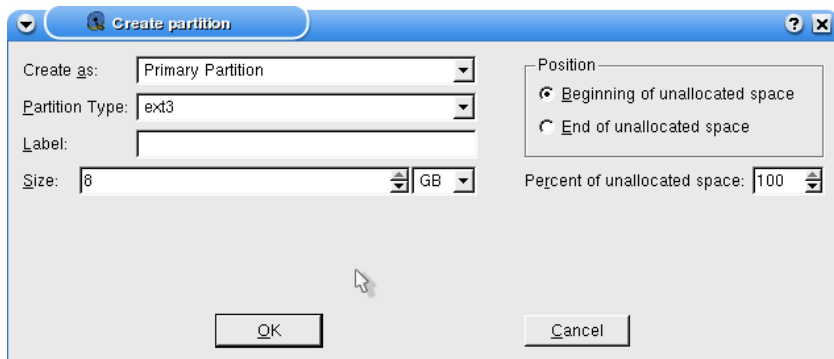 Create partition
Create as: Primary Partition
Partition Type: ext3
Label:
Size: 8 GB
Position
Beginning of unallocated space
End of unallocated space
Percent of unallocated space: 100
OK
Cancel